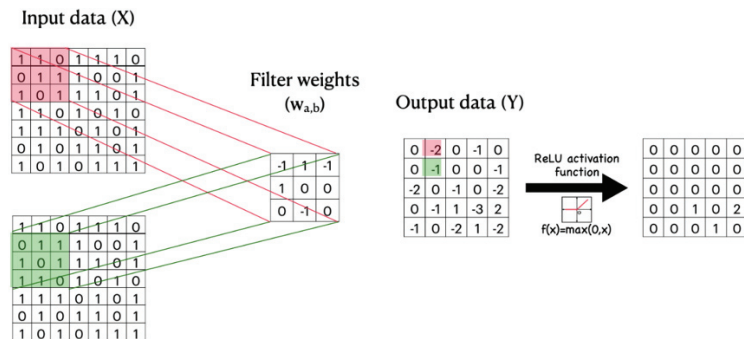 Input data (X)
1 1 0 1 1 1 0
0 1 1 1 0 0 1
1 0 1 1 1 0 1
1 1 0 1 0 1 0
1 1 1 0 1 0 1
0 1 0 1 1 0 1
1 0 1 0 1 1 1
1 1 0 1 1 1 0
0 1 1 1 0 0 1
1 0 1 1 1 0 1
1 1 0 1 0 1 0
1 1 1 0 1 0 1
0 1 0 1 1 0 1
1 0 1 0 1 1 1
Filter weights
(wa,b)
-1 1 -1
1 0 0
0 -1 0
Output data (Y)
0 -2 0 -1 0
0 -1 0 0 -1
-2 0 -1 0 -2
0 -1 1 -3 2
-1 0 -2 1 -2
ReLU activation
function
f(x)=max(0,x)
0 0 0 0 0
0 0 0 0 0
0 0 0 0 0
0 0 1 0 2
0 0 0 1 0